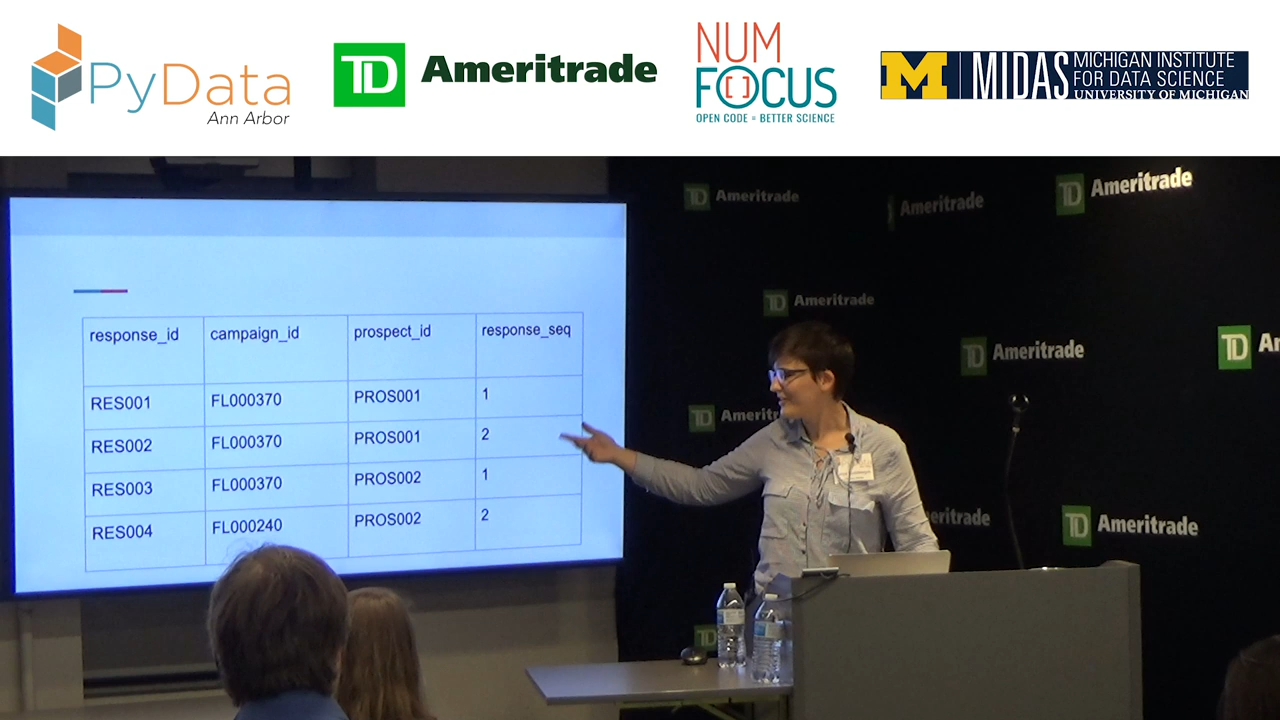 PyData
Ann Arbor
TD Ameritrade
NUM
FOCUS
OPEN CODE = BETTER SCIENCE
M MIDAS MICHIGAN INSTITUTE
FOR DATA SCIENCE
UNIVERSITY OF MICHIGAN
response_id campaign_id prospect_id response_seq
RES001 FL000370 PROS001 1
RES002 FL000370 PROS001 2
RES003 FL000370 PROS002 1
RES004 FL000240 PROS002 2
TD Ameritrade
Ameritrade
TD Ameritrade
TD Ameritrade
TD Ameritrade
TD
TD
TD Ameritrade